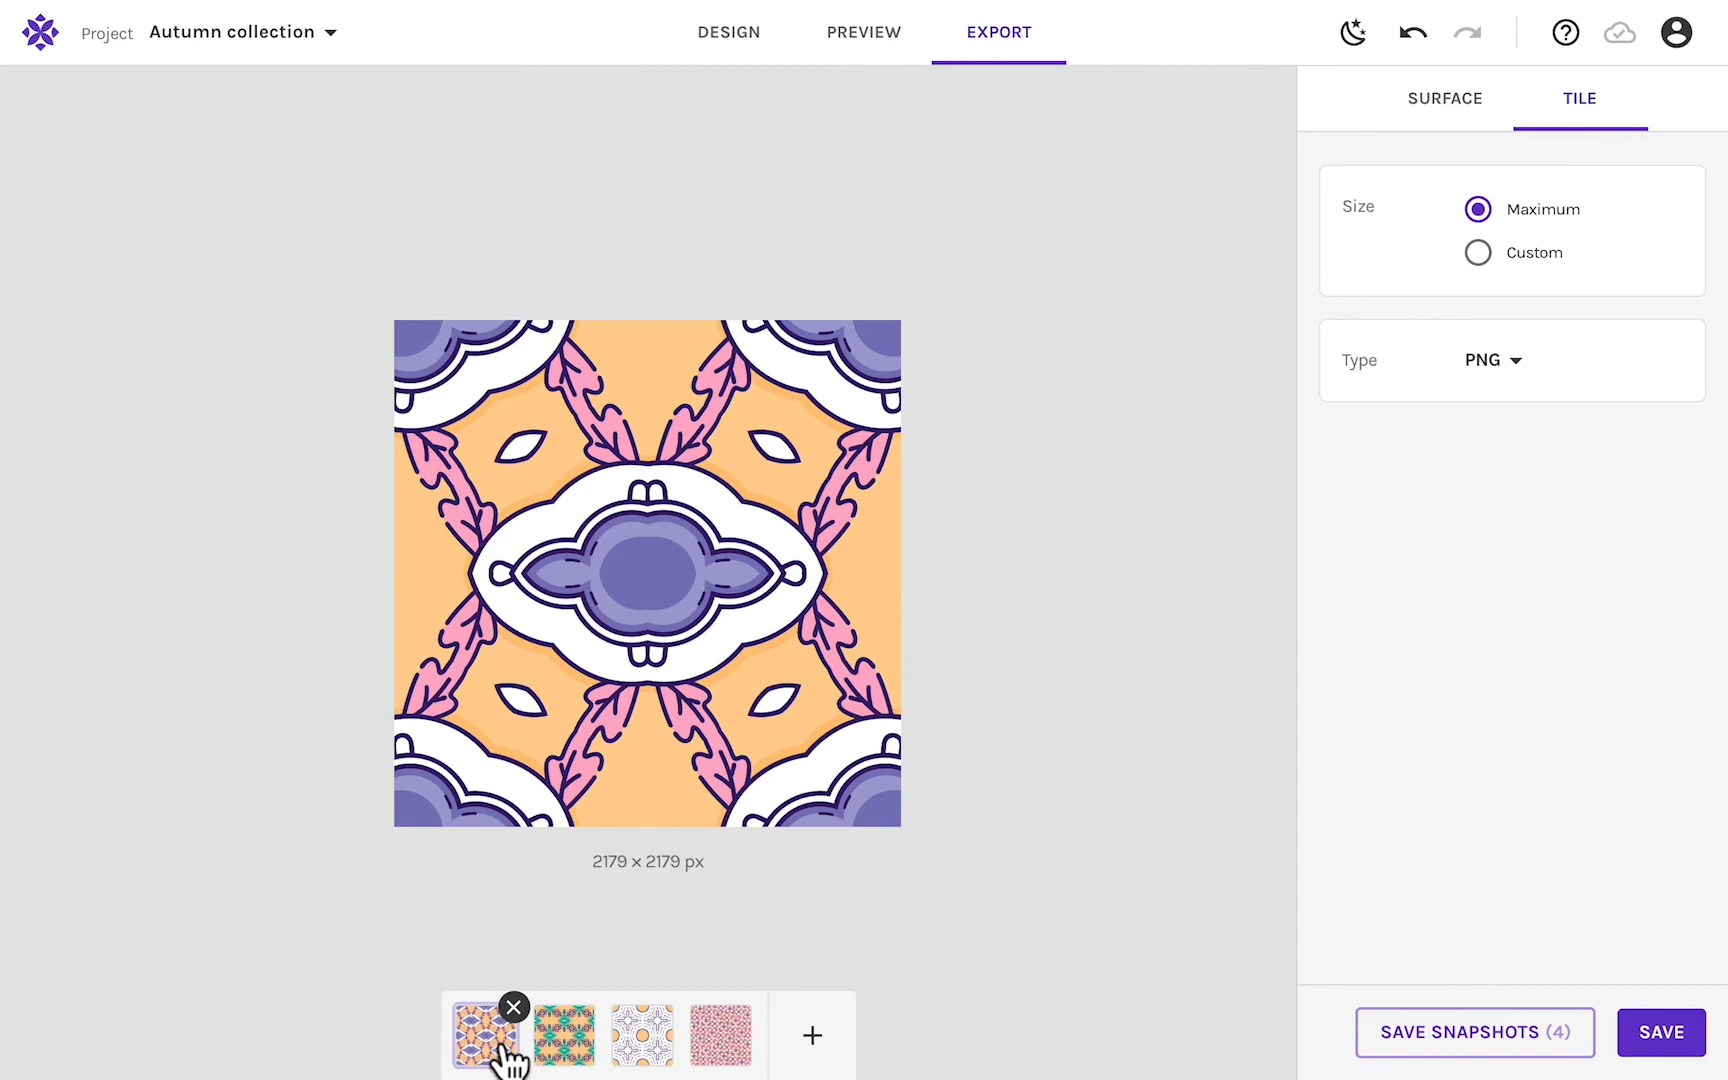 Project Autumn collection
DESIGN PREVIEW EXPORT
SURFACE TILE
Size Maximum
Custom
Type PNG
2179 × 2179 px
SAVE SNAPSHOTS (4) SAVE